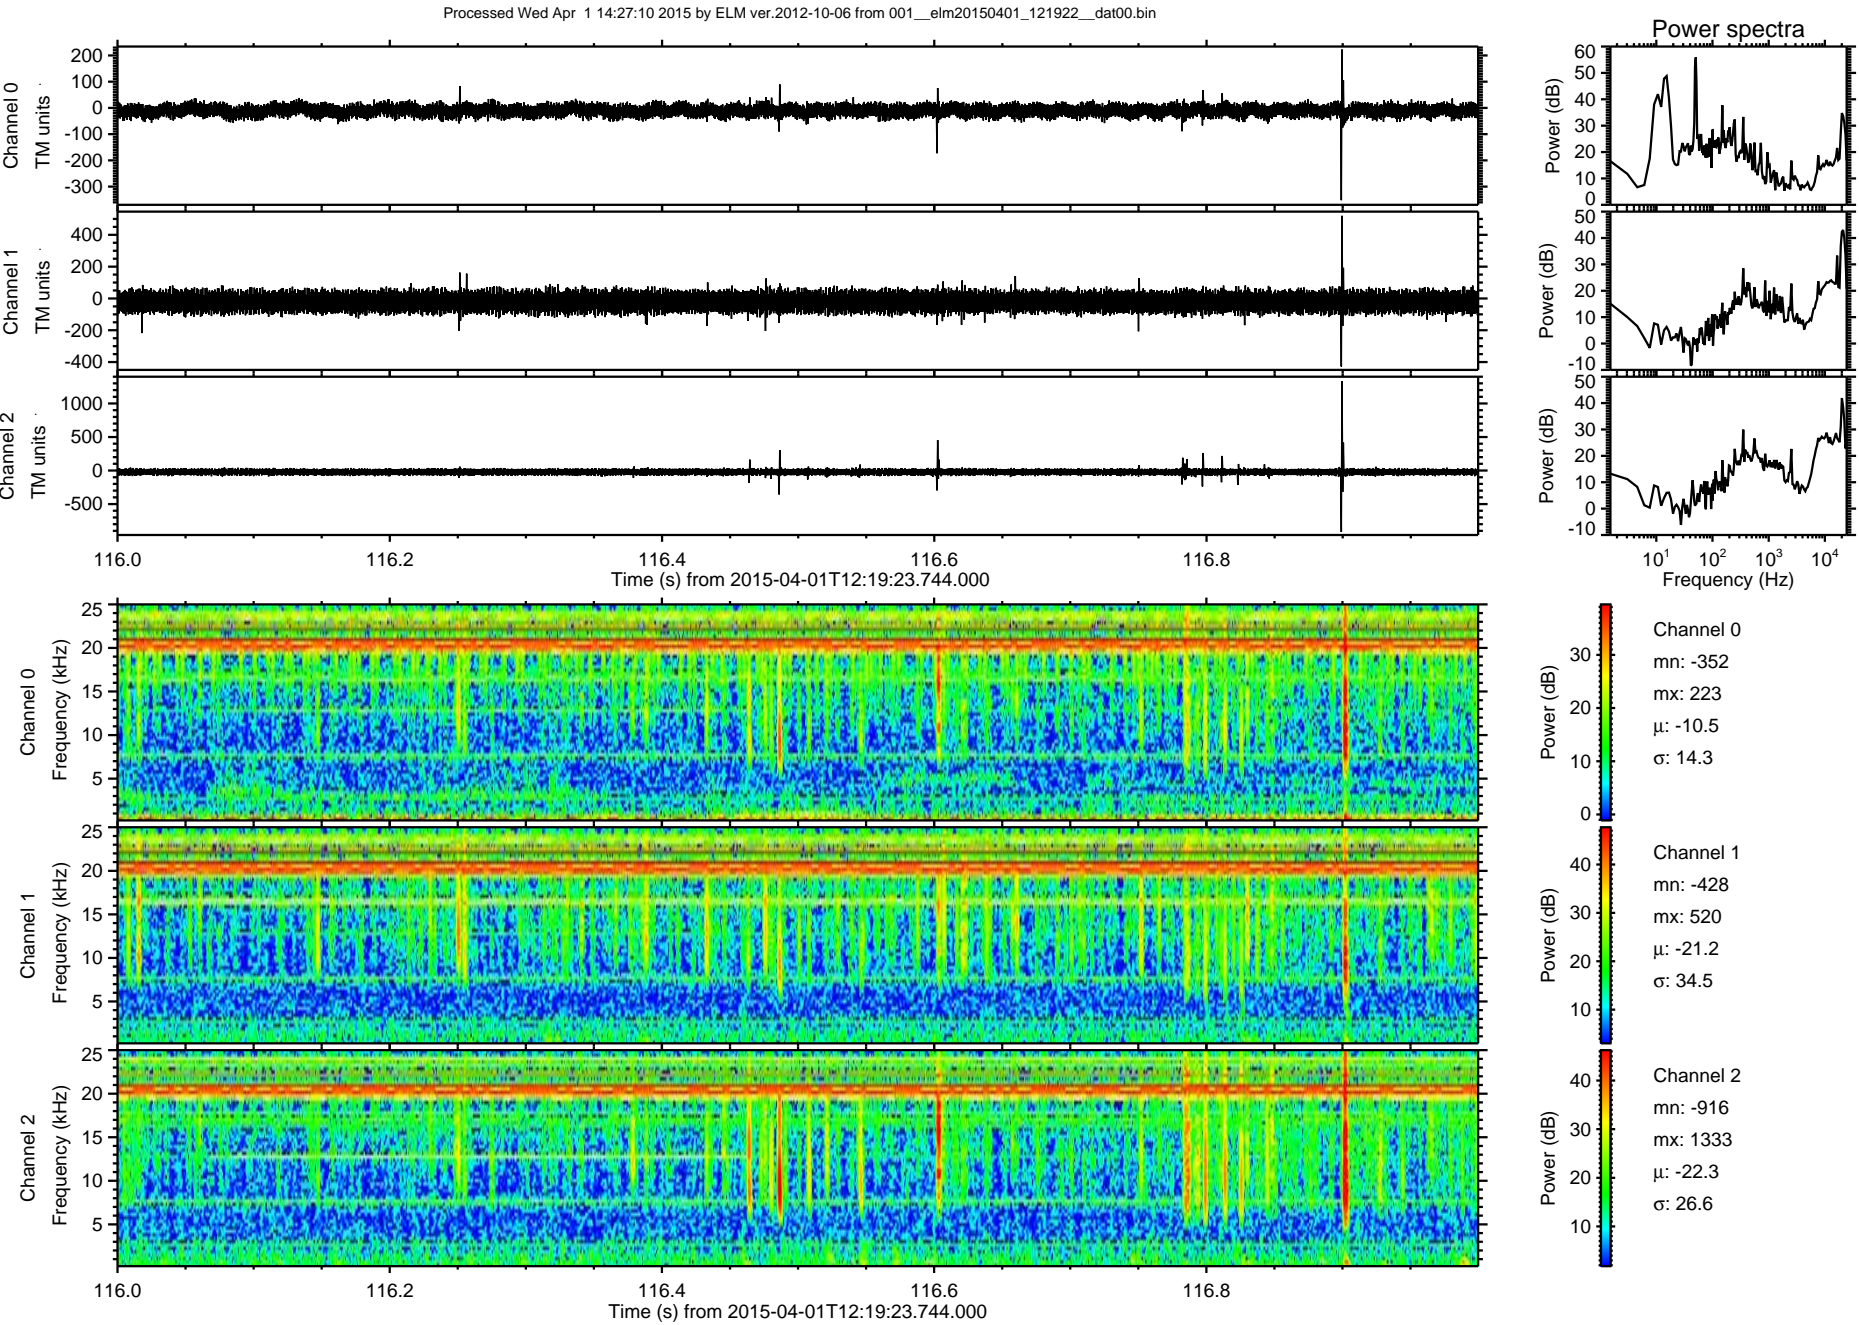 Processed Wed Apr  1 14:27:10 2015 by ELM ver.2012-10-06 from 001__elm20150401_121922__dat00.bin
Power spectra
Channel 0
TM units
200
100
0
-100
-200
-300
Power (dB)
60
50
40
30
20
10
0
Channel 1
TM units
400
200
0
-200
-400
Power (dB)
50
40
30
20
10
0
-10
Channel 2
TM units
1000
500
0
-500
Power (dB)
50
40
30
20
10
0
-10
116.0 116.2 116.4 116.6 116.8
Time (s) from 2015-04-01T12:19:23.744.000
10¹ 10² 10³ 10⁴
Frequency (Hz)
Channel 0
Frequency (kHz)
25
20
15
10
5
Power (dB)
30
20
10
0
Channel 0
mn: -352
mx: 223
μ: -10.5
σ: 14.3
Channel 1
Frequency (kHz)
25
20
15
10
5
Power (dB)
40
30
20
10
Channel 1
mn: -428
mx: 520
μ: -21.2
σ: 34.5
Channel 2
Frequency (kHz)
25
20
15
10
5
Power (dB)
40
30
20
10
Channel 2
mn: -916
mx: 1333
μ: -22.3
σ: 26.6
116.0 116.2 116.4 116.6 116.8
Time (s) from 2015-04-01T12:19:23.744.000